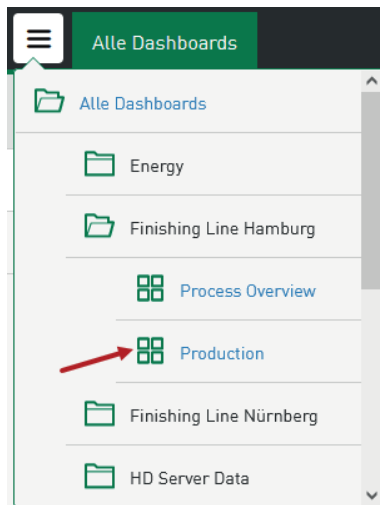 Alle Dashboards
Alle Dashboards
Energy
Finishing Line Hamburg
Process Overview
Production
Finishing Line Nürnberg
HD Server Data